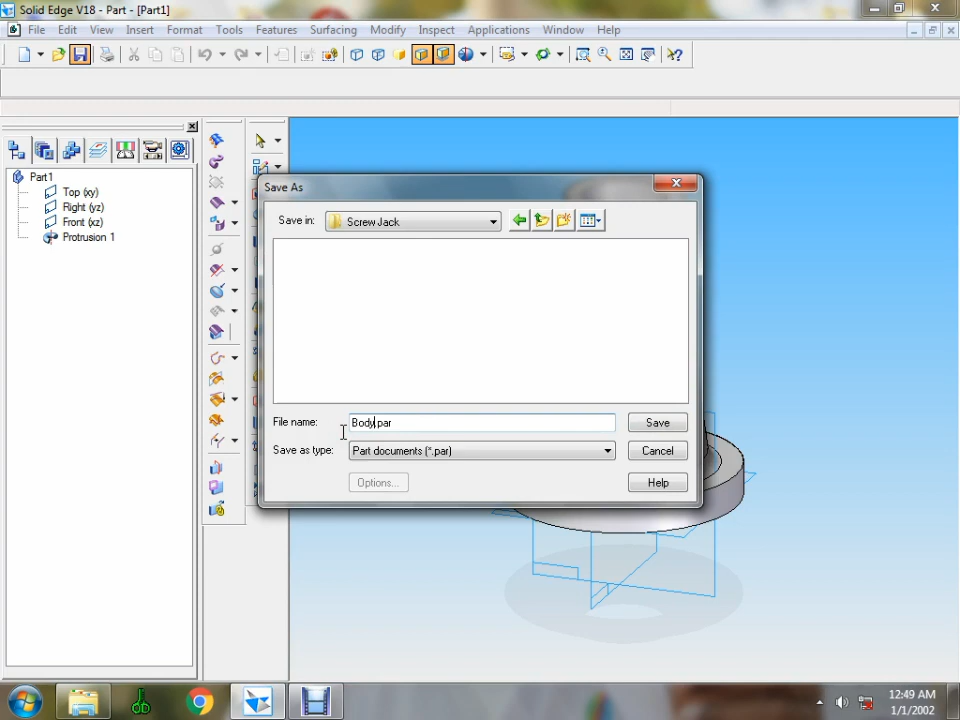 Solid Edge V18 - Part - [Part1]
File Edit View Insert Format Tools Features Surfacing Modify Inspect Applications Window Help
Part1
Top (xy)
Right (yz)
Front (xz)
Protrusion 1
Save As
Save in: Screw Jack
File name: Body.par Save
Save as type: Part documents (*.par) Cancel
Options... Help
12:49 AM
1/1/2002